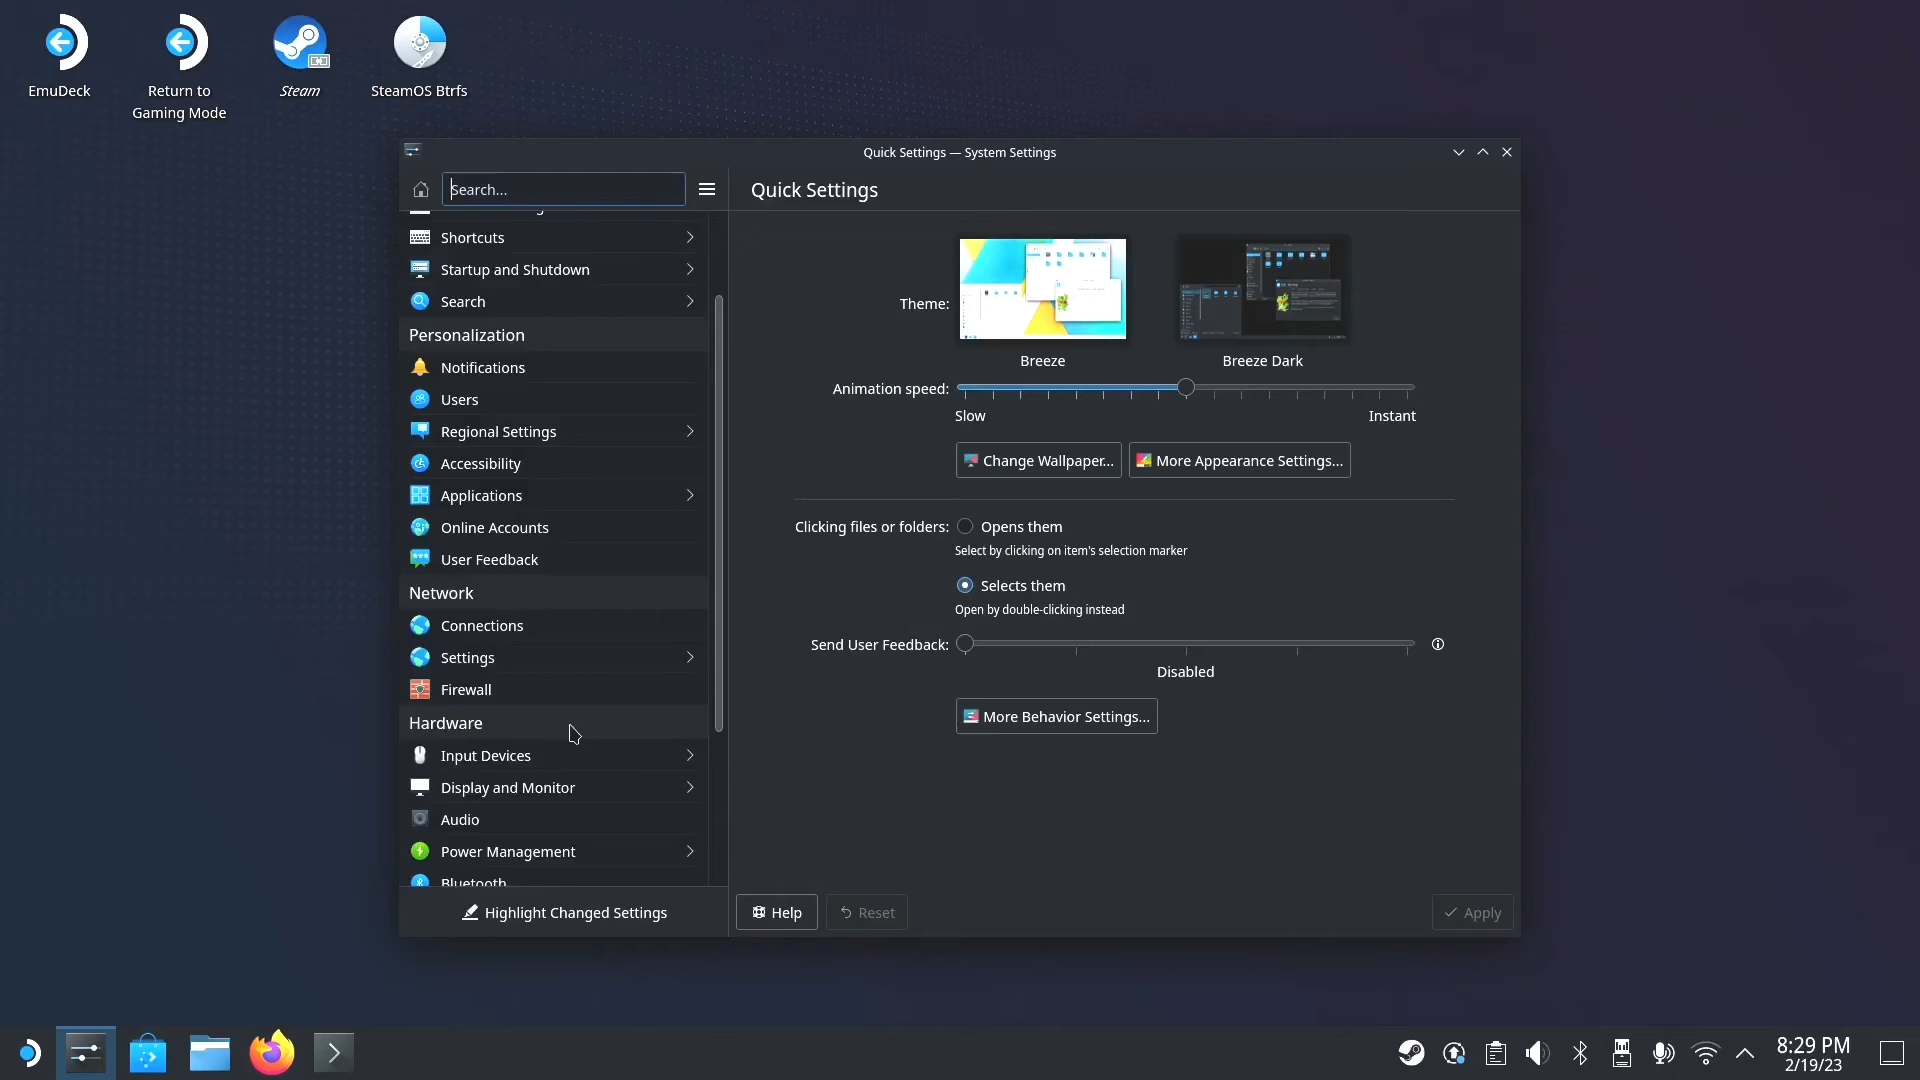 EmuDeck
Return to
Gaming Mode
Steam
SteamOS Btrfs
Quick Settings — System Settings
Search...
Quick Settings
Shortcuts
Startup and Shutdown
Search
Personalization
Notifications
Users
Regional Settings
Accessibility
Applications
Online Accounts
User Feedback
Network
Connections
Settings
Firewall
Hardware
Input Devices
Display and Monitor
Audio
Power Management
Bluetooth
Highlight Changed Settings
Theme:
Breeze
Breeze Dark
Animation speed:
Slow
Instant
Change Wallpaper...
More Appearance Settings...
Clicking files or folders:
Opens them
Select by clicking on item's selection marker
Selects them
Open by double-clicking instead
Send User Feedback:
Disabled
More Behavior Settings...
Help
Reset
Apply
8:29 PM
2/19/23